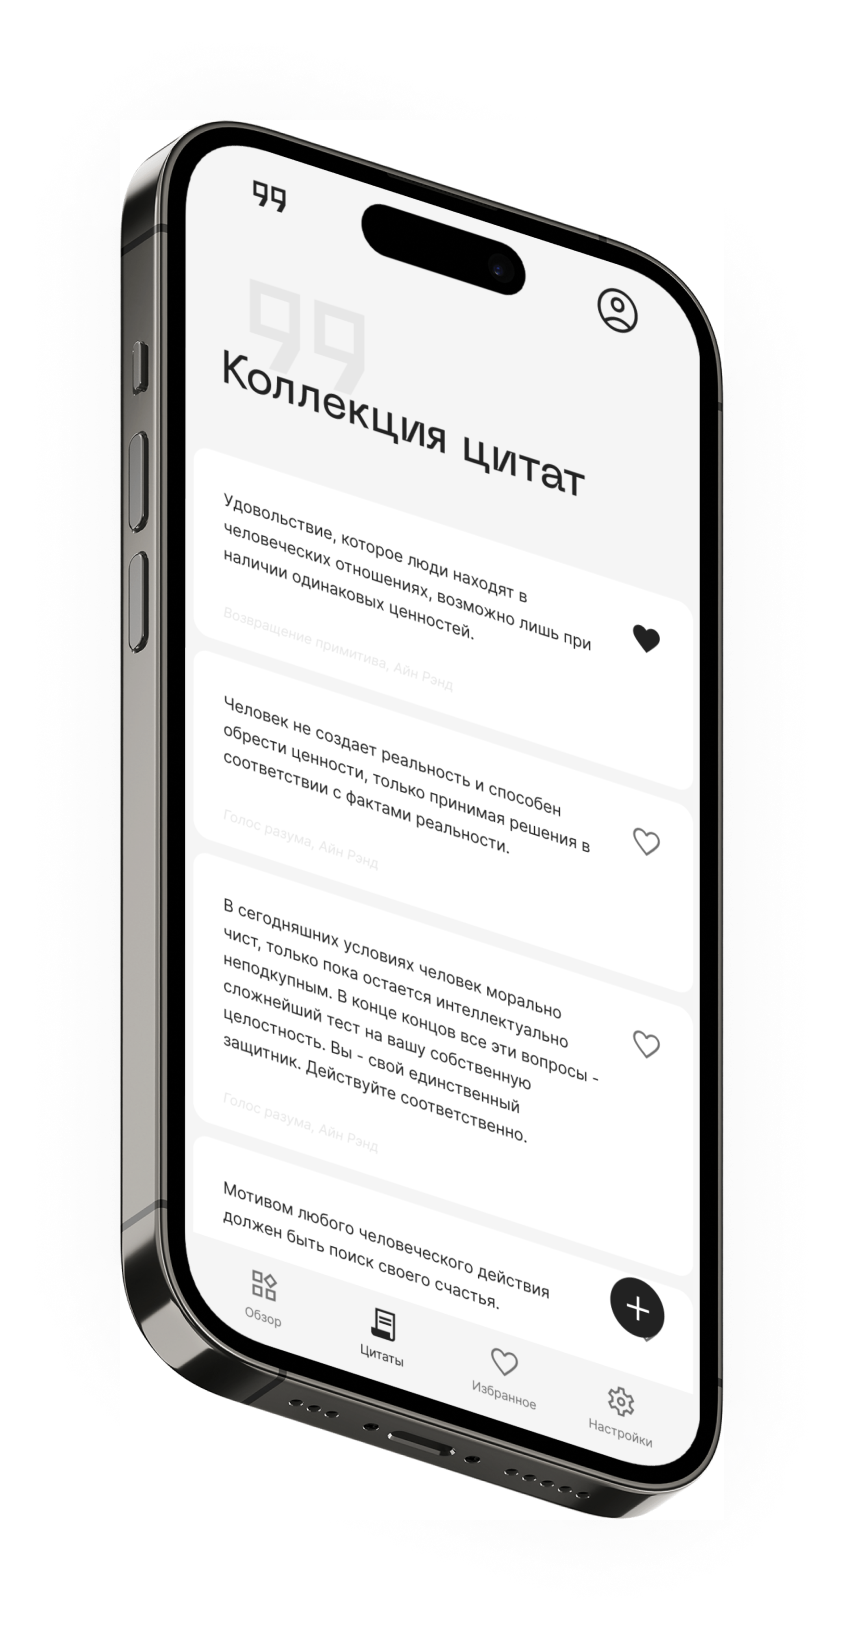 Коллекция цитат
Удовольствие, которое люди находят в
человеческих отношениях, возможно лишь при
наличии одинаковых ценностей.
Возвращение примитива, Айн Рэнд
Человек не создает реальность и способен
обрести ценности, только принимая решения в
соответствии с фактами реальности.
Голос разума, Айн Рэнд
В сегодняшних условиях человек морально
чист, только пока остается интеллектуально
неподкупным. В конце концов все эти вопросы -
сложнейший тест на вашу собственную
целостность. Вы - свой единственный
защитник. Действуйте соответственно.
Голос разума, Айн Рэнд
Мотивом любого человеческого действия
должен быть поиск своего счастья.
Обзор
Цитаты
Избранное
Настройки